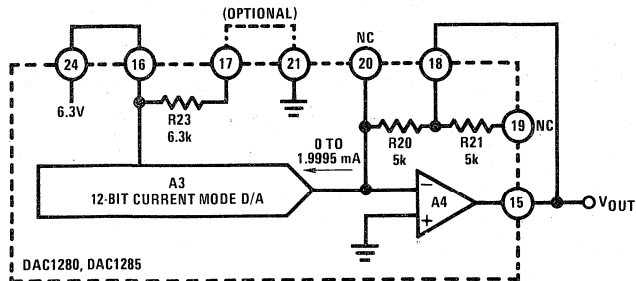 (OPTIONAL)
NC
24
16
17
21
20
18
6.3V
R23
6.3k
19
NC
R20
5k
R21
5k
0 TO
1.9995 mA
A3
12-BIT CURRENT MODE D/A
−
+
A4
15
VOUT
DAC1280, DAC1285